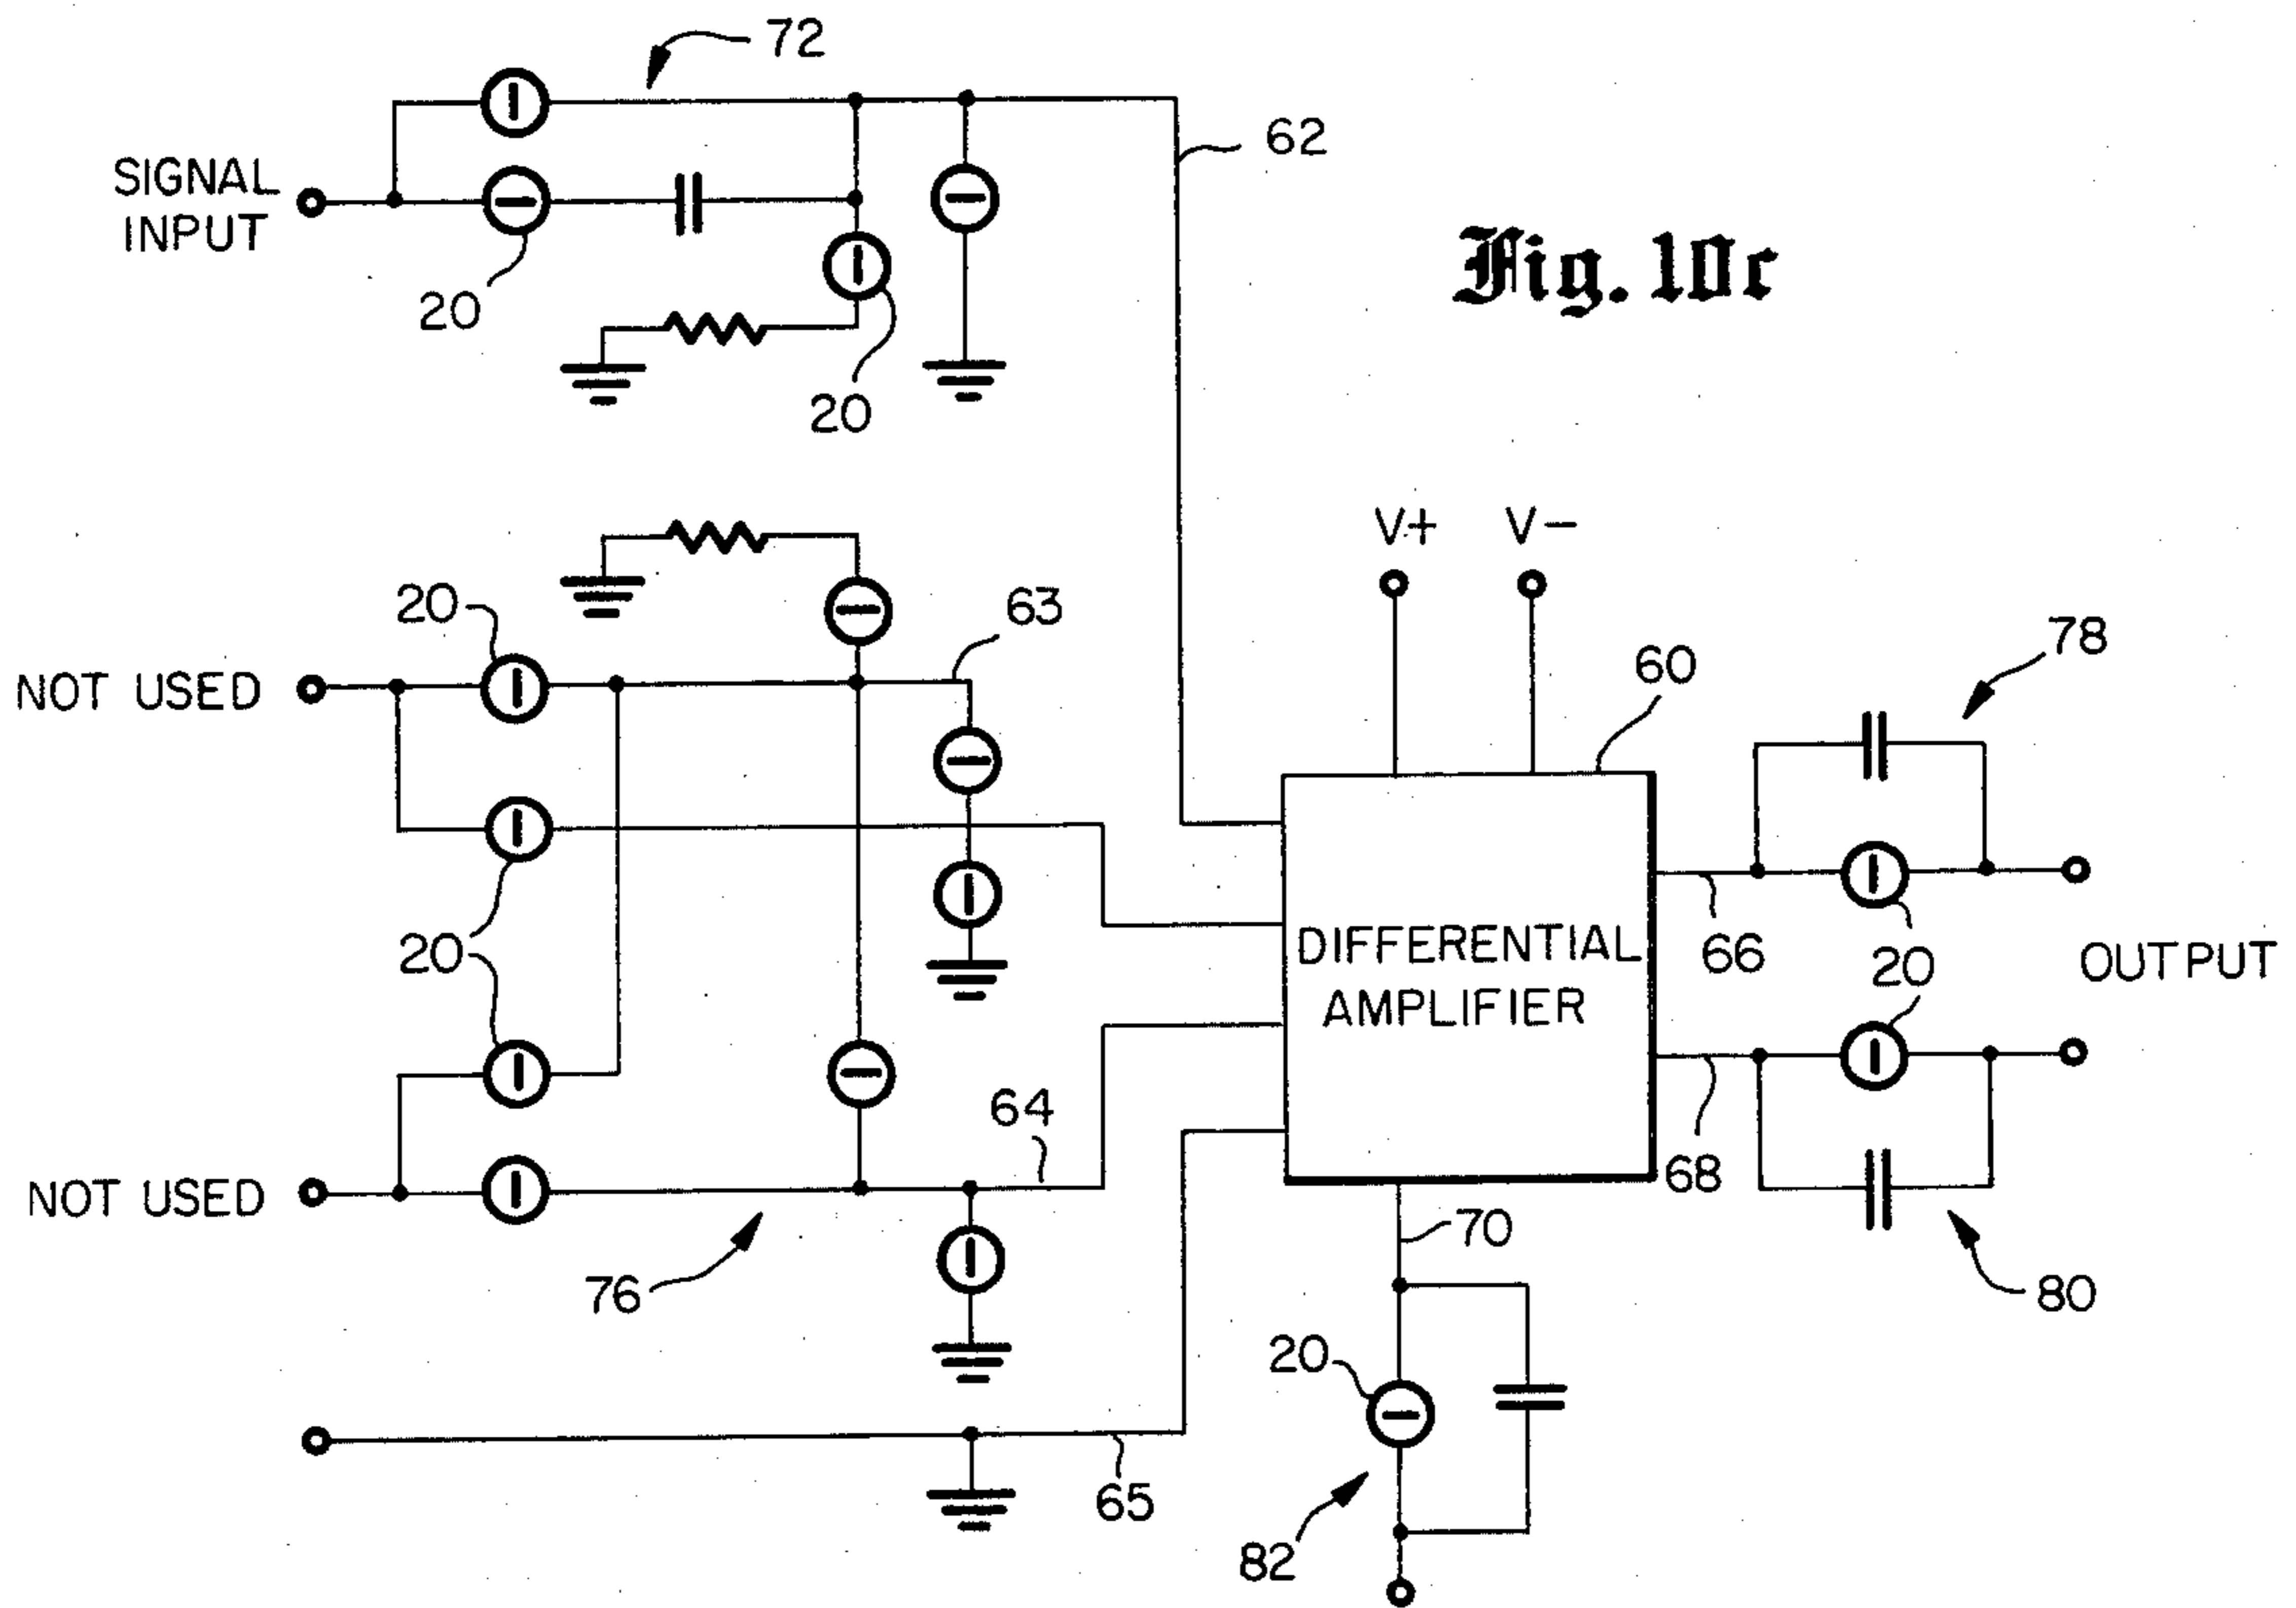 72
SIGNAL
INPUT
62
20
20
Fig. 10c
V+ V-
20
63
60
78
NOT USED
20
DIFFERENTIAL
AMPLIFIER
66
20
OUTPUT
64
68
NOT USED
76
70
80
20
65
82